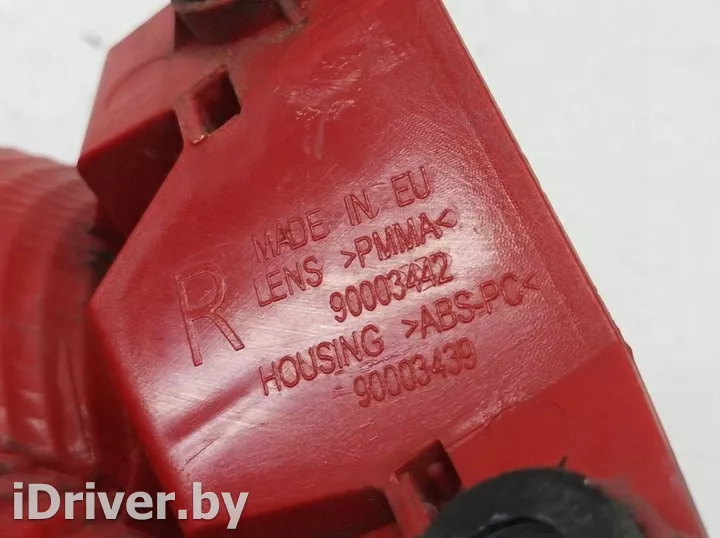 MADE IN EU
R
LENS >PMMA<
90003442
HOUSING >ABS-PC<
90003439
iDriver.by